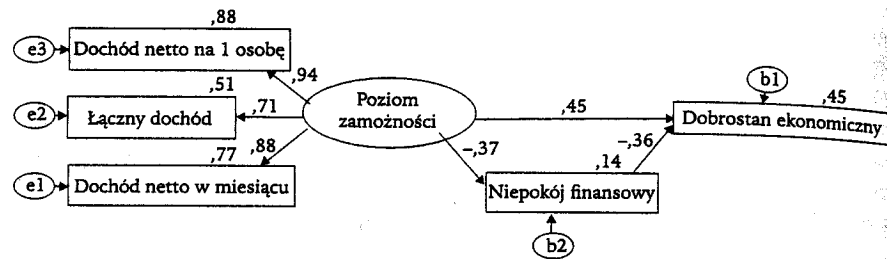 ,88
e3
Dochód netto na 1 osobę
,94
,51
e2
Łączny dochód
,71
,77
,88
e1
Dochód netto w miesiącu
Poziom
zamożności
,45
–,37
b1
,45
Dobrostan ekonomiczny
–,36
,14
Niepokój finansowy
b2